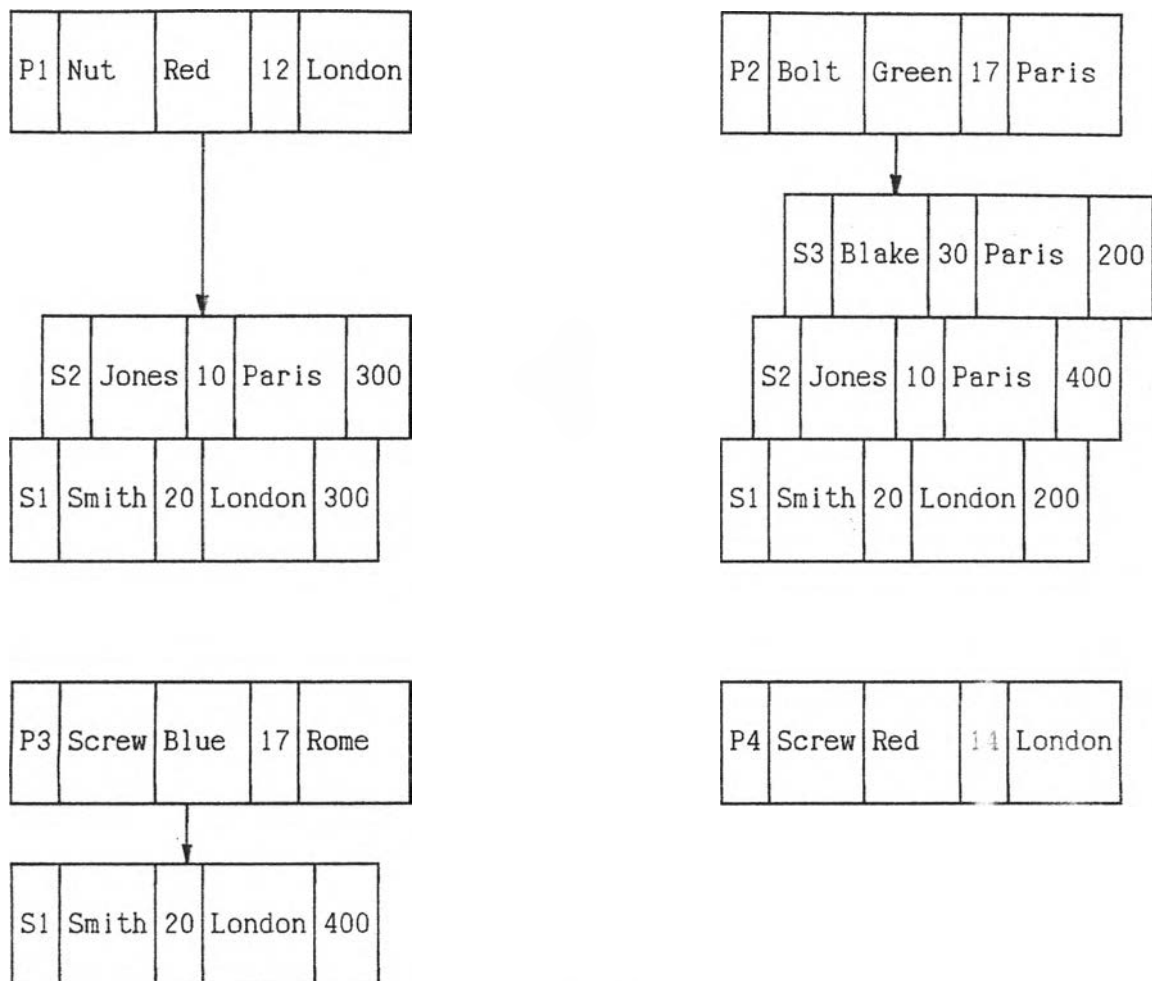 P1 Nut Red 12 London
P2 Bolt Green 17 Paris
S3 Blake 30 Paris 200
S2 Jones 10 Paris 300
S2 Jones 10 Paris 400
S1 Smith 20 London 300
S1 Smith 20 London 200
P3 Screw Blue 17 Rome
P4 Screw Red 14 London
S1 Smith 20 London 400